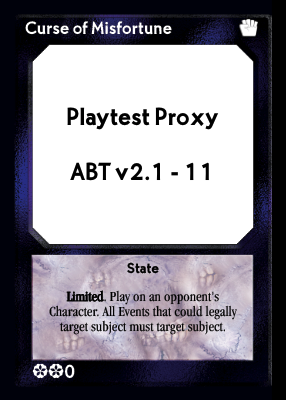 Curse of Misfortune
Playtest Proxy
ABT v2.1 - 11
State
Limited. Play on an opponent's
Character. All Events that could legally
target subject must target subject.
0